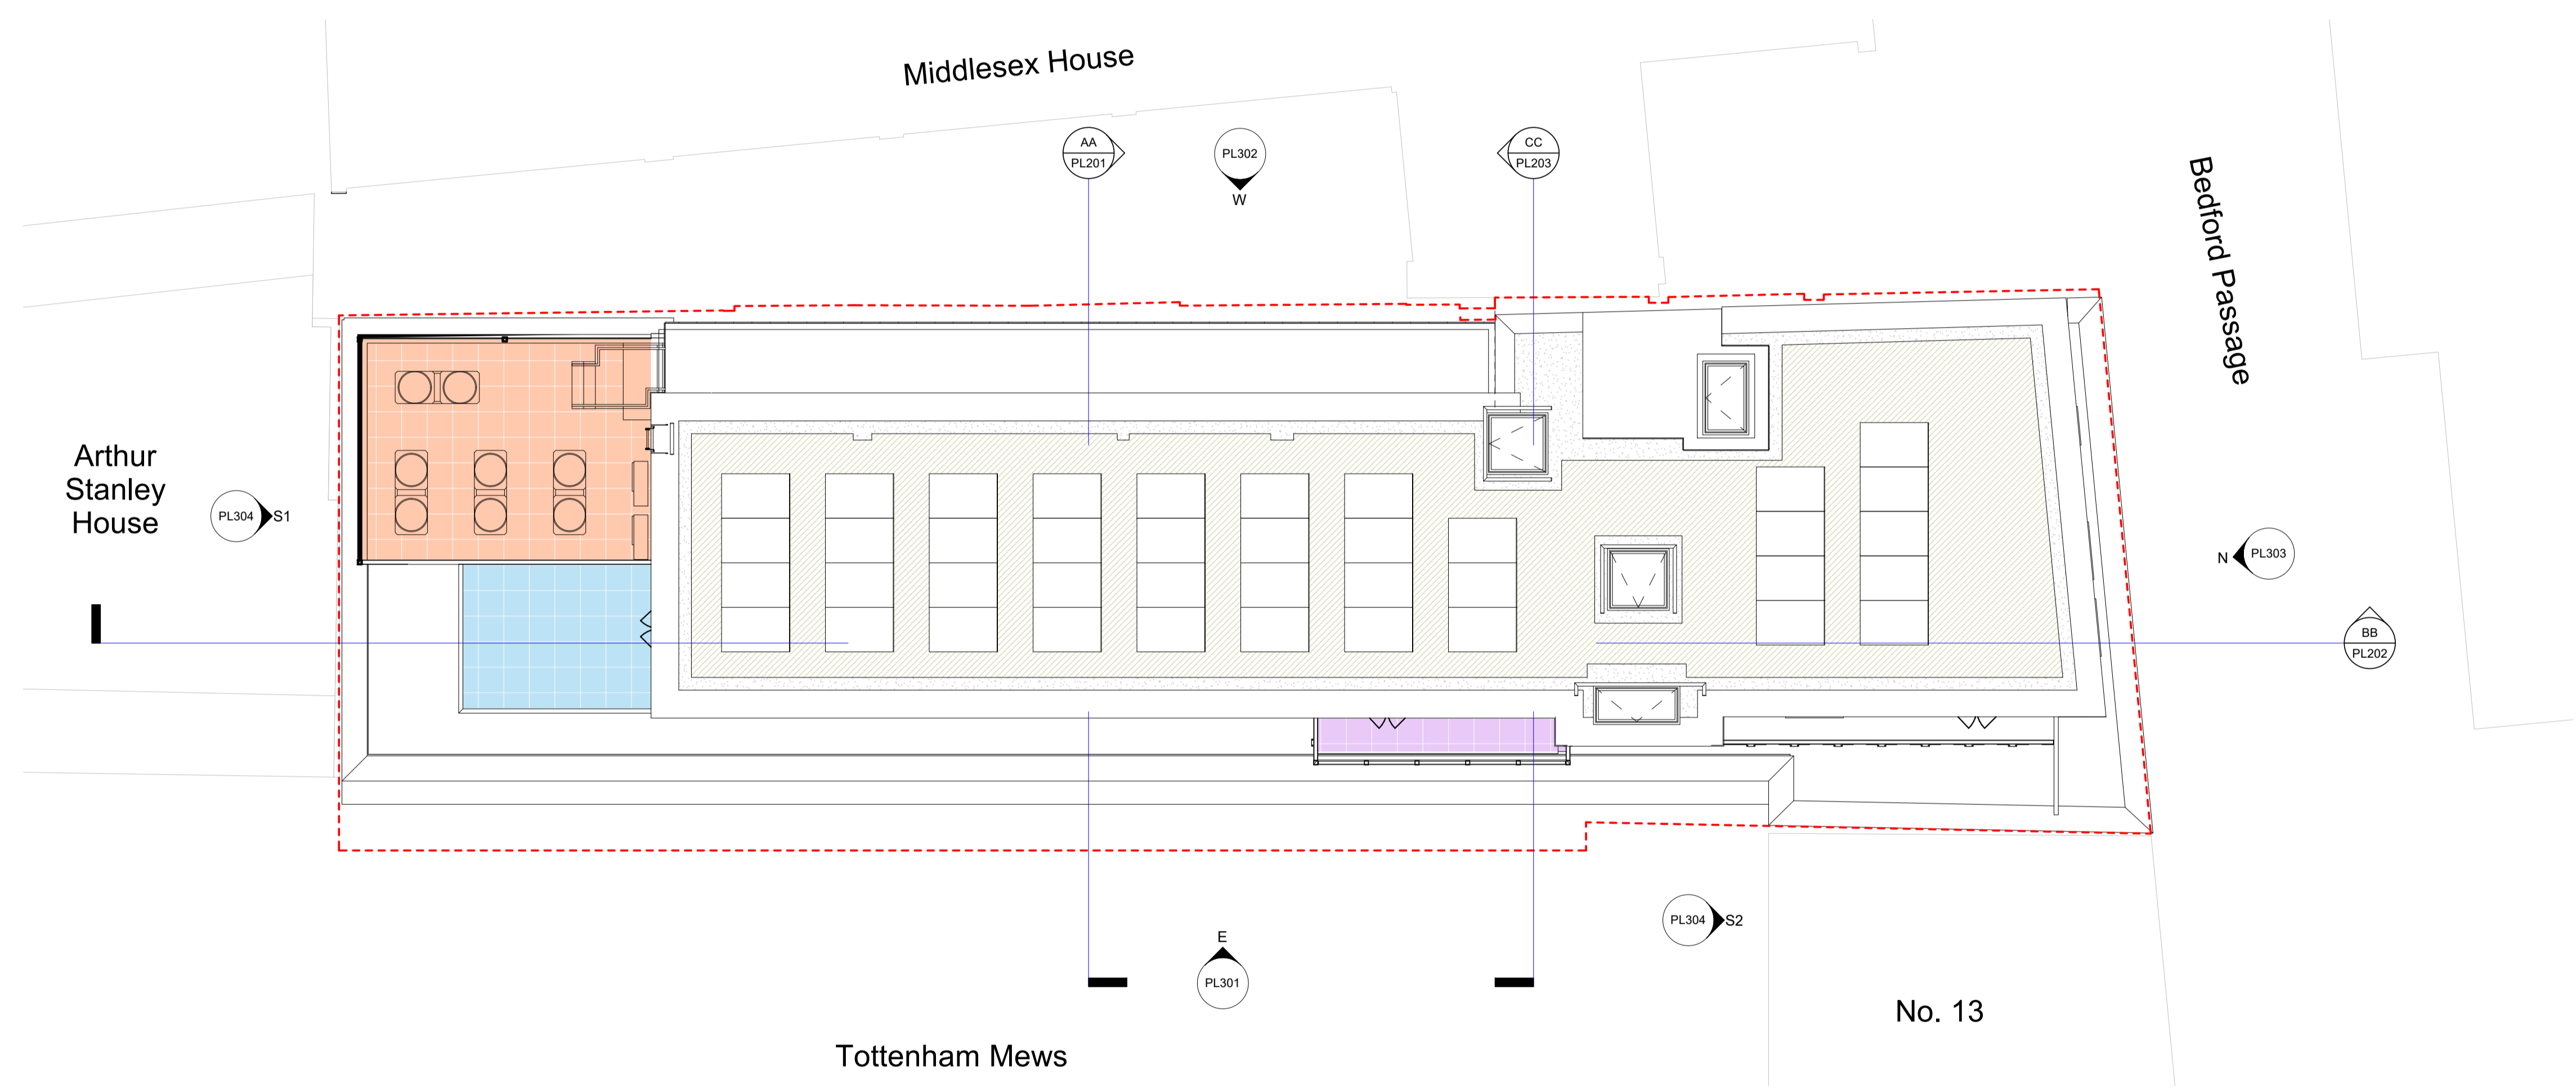 Middlesex House
AA
PL201
PL302
W
CC
PL203
Bedford Passage
Arthur
Stanley
House
PL304
S1
N
PL303
BB
PL202
PL304
S2
E
PL301
No. 13
Tottenham Mews